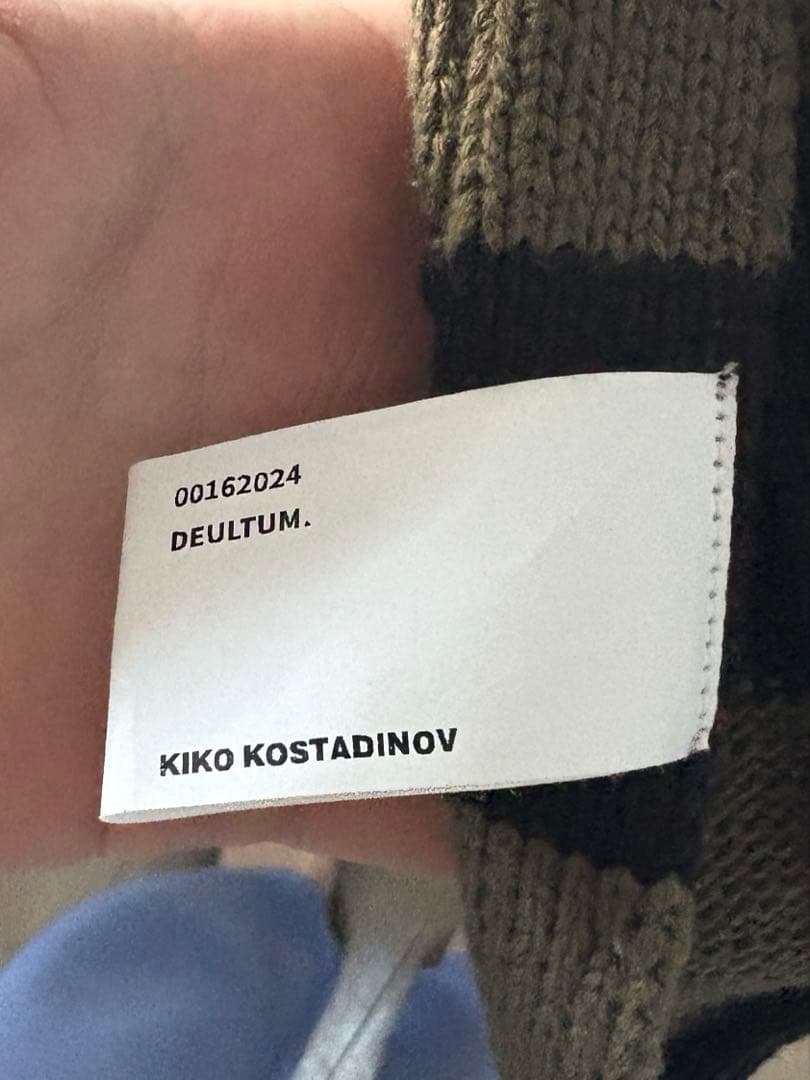 00162024
DEULTUM.
KIKO KOSTADINOV